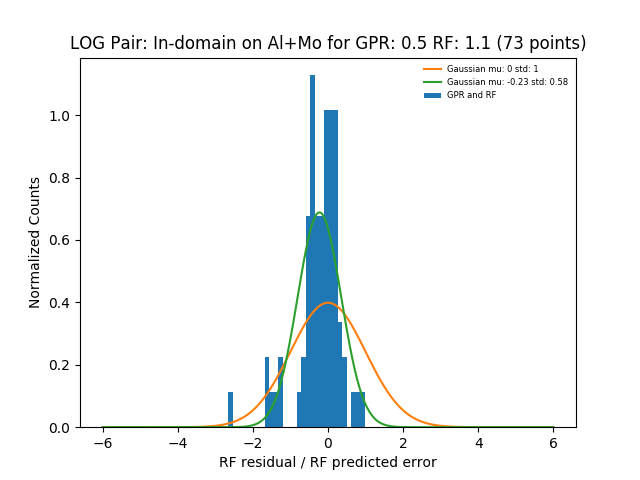 LOG Pair: In-domain on Al+Mo for GPR: 0.5 RF: 1.1 (73 points)
Gaussian mu: 0 std: 1
Gaussian mu: -0.23 std: 0.58
GPR and RF
Normalized Counts
1.0
0.8
0.6
0.4
0.2
0.0
−6 −4 −2 0 2 4 6
RF residual / RF predicted error